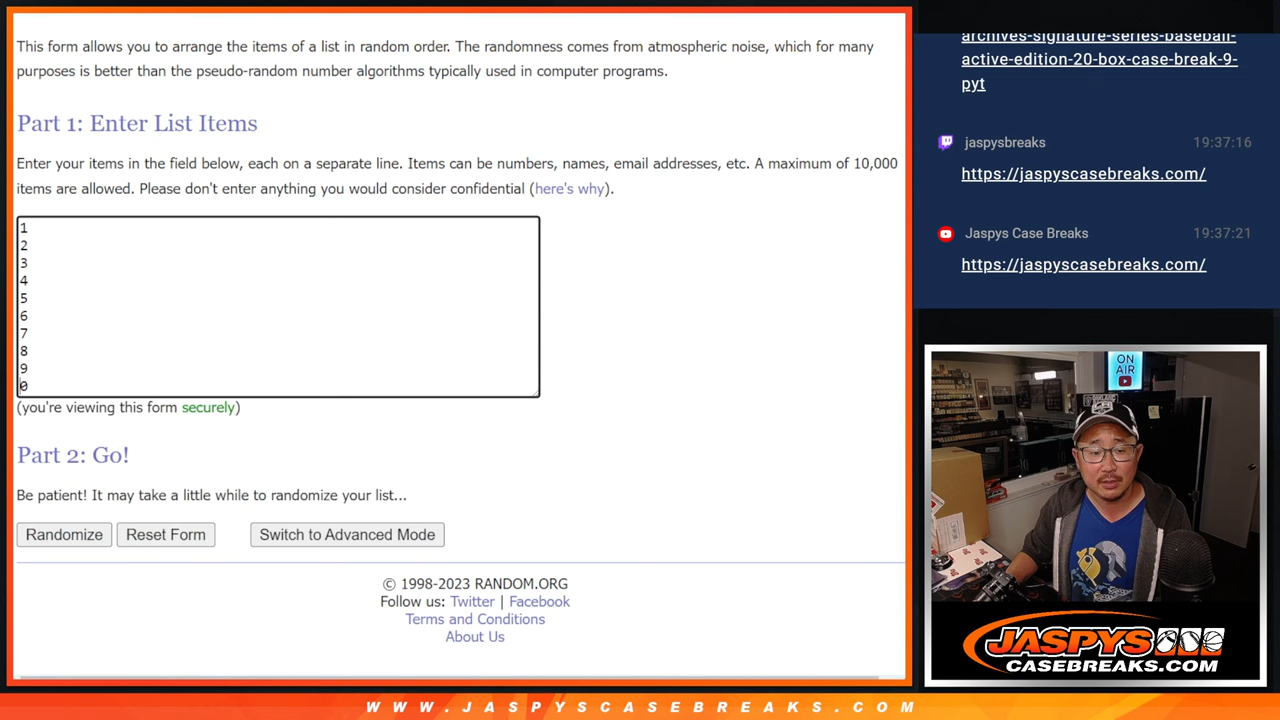 This form allows you to arrange the items of a list in random order. The randomness comes from atmospheric noise, which for many
purposes is better than the pseudo-random number algorithms typically used in computer programs.
Part 1: Enter List Items
Enter your items in the field below, each on a separate line. Items can be numbers, names, email addresses, etc. A maximum of 10,000
items are allowed. Please don't enter anything you would consider confidential (here's why).
1
2
3
4
5
6
7
8
9
0
(you're viewing this form securely)
Part 2: Go!
Be patient! It may take a little while to randomize your list...
Randomize Reset Form Switch to Advanced Mode
© 1998-2023 RANDOM.ORG
Follow us: Twitter | Facebook
Terms and Conditions
About Us
archives-signature-series-baseball-
active-edition-20-box-case-break-9-
pyt
jaspysbreaks 19:37:16
https://jaspyscasebreaks.com/
Jaspys Case Breaks 19:37:21
https://jaspyscasebreaks.com/
ON
AIR
JASPYS
CASEBREAKS.COM
WWW.JASPYSCASEBREAKS.COM